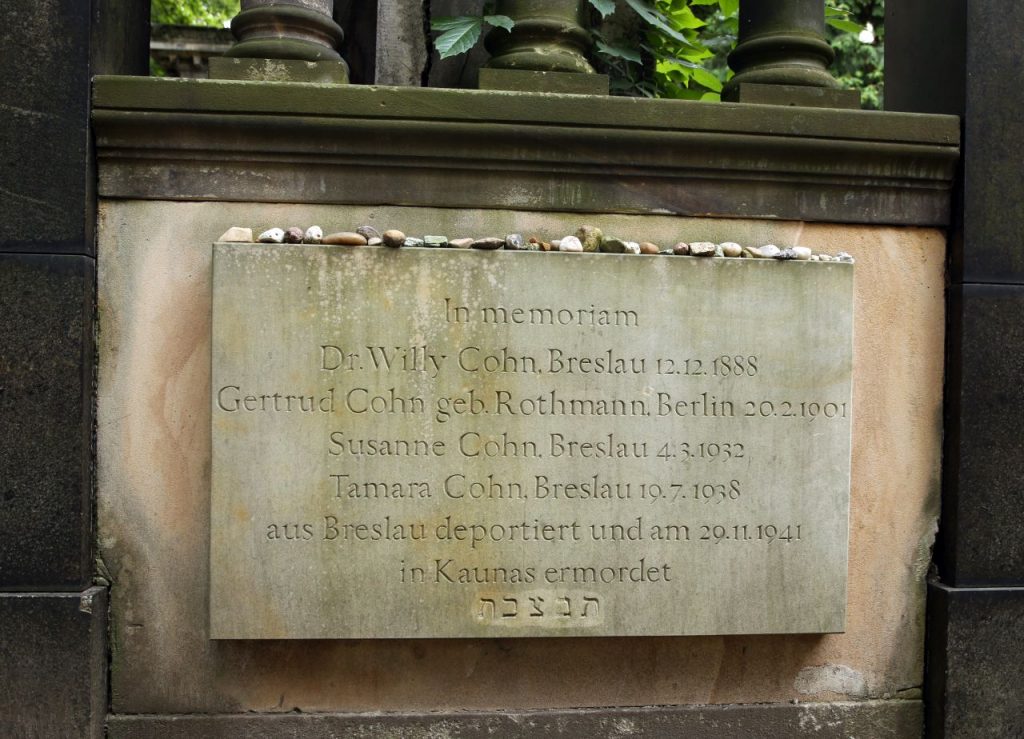 In memoriam
Dr. Willy Cohn, Breslau 12.12.1888
Gertrud Cohn geb. Rothmann, Berlin 20.2.1901
Susanne Cohn, Breslau 4.3.1932
Tamara Cohn, Breslau 19.7.1938
aus Breslau deportiert und am 29.11.1941
in Kaunas ermordet
תנצבת